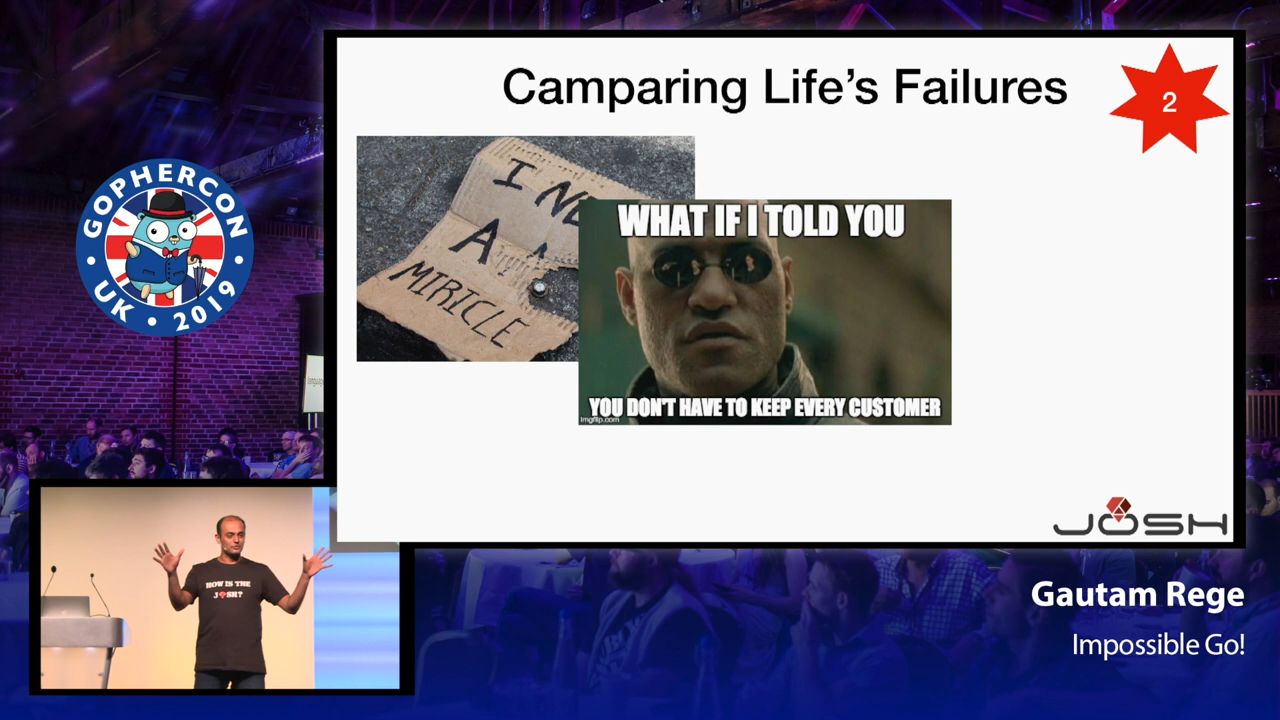 Camparing Life's Failures
2
I NE
A
MIRICLE
WHAT IF I TOLD YOU
YOU DON'T HAVE TO KEEP EVERY CUSTOMER
imgflip.com
GOPHERCON
UK • 2019
JOSH
HOW IS THE
JOSH?
Gautam Rege
Impossible Go!